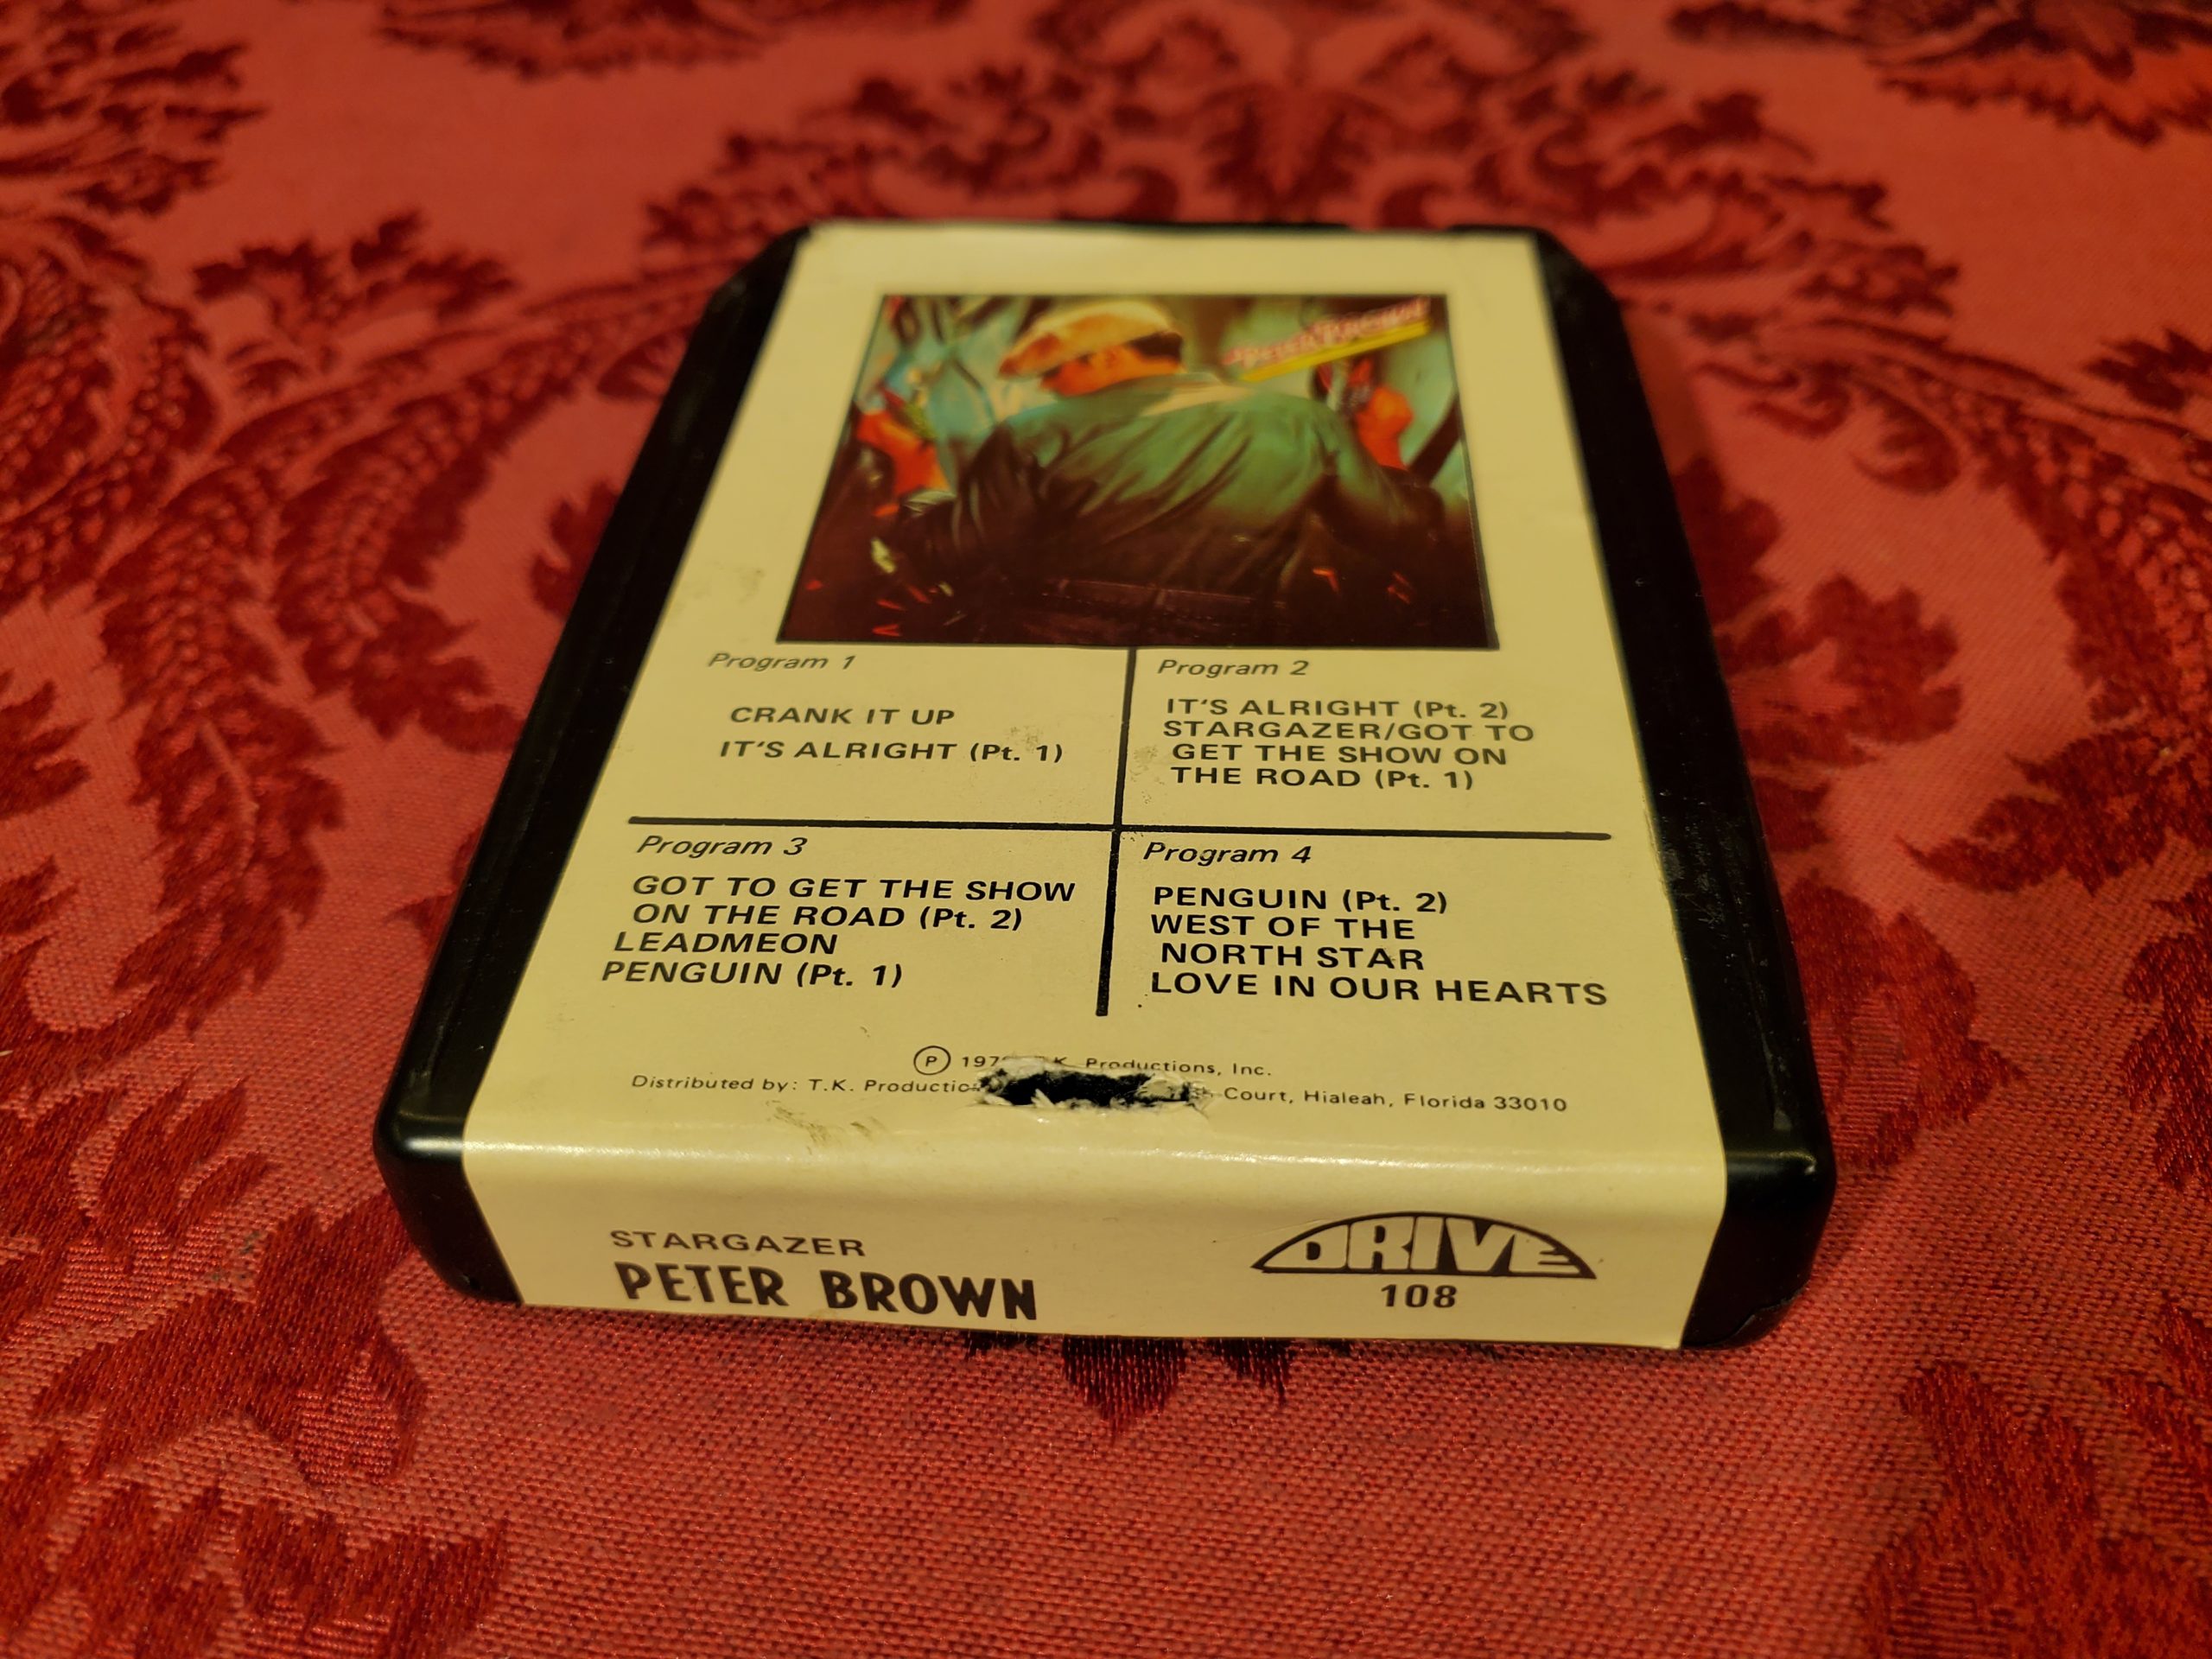 Peter Brown
Program 1
CRANK IT UP
IT'S ALRIGHT (Pt. 1)
Program 2
IT'S ALRIGHT (Pt. 2)
STARGAZER/GOT TO
GET THE SHOW ON
THE ROAD (Pt. 1)
Program 3
GOT TO GET THE SHOW
ON THE ROAD (Pt. 2)
LEADMEON
PENGUIN (Pt. 1)
Program 4
PENGUIN (Pt. 2)
WEST OF THE
NORTH STAR
LOVE IN OUR HEARTS
Ⓟ Productions, Inc.
Distributed by: T.K. Court, Hialeah, Florida 33010
STARGAZER
PETER BROWN
DRIVE
108